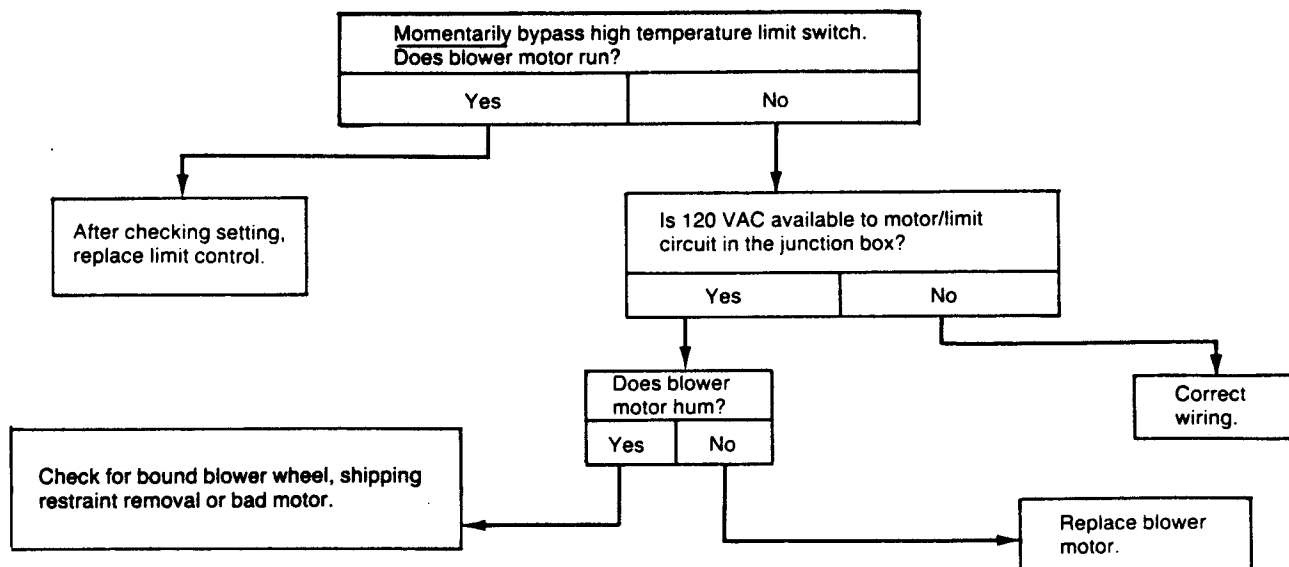 Momentarily bypass high temperature limit switch.
Does blower motor run?
Yes
No
After checking setting,
replace limit control.
Is 120 VAC available to motor/limit
circuit in the junction box?
Yes
No
Does blower
motor hum?
Yes
No
Correct
wiring.
Check for bound blower wheel, shipping
restraint removal or bad motor.
Replace blower
motor.